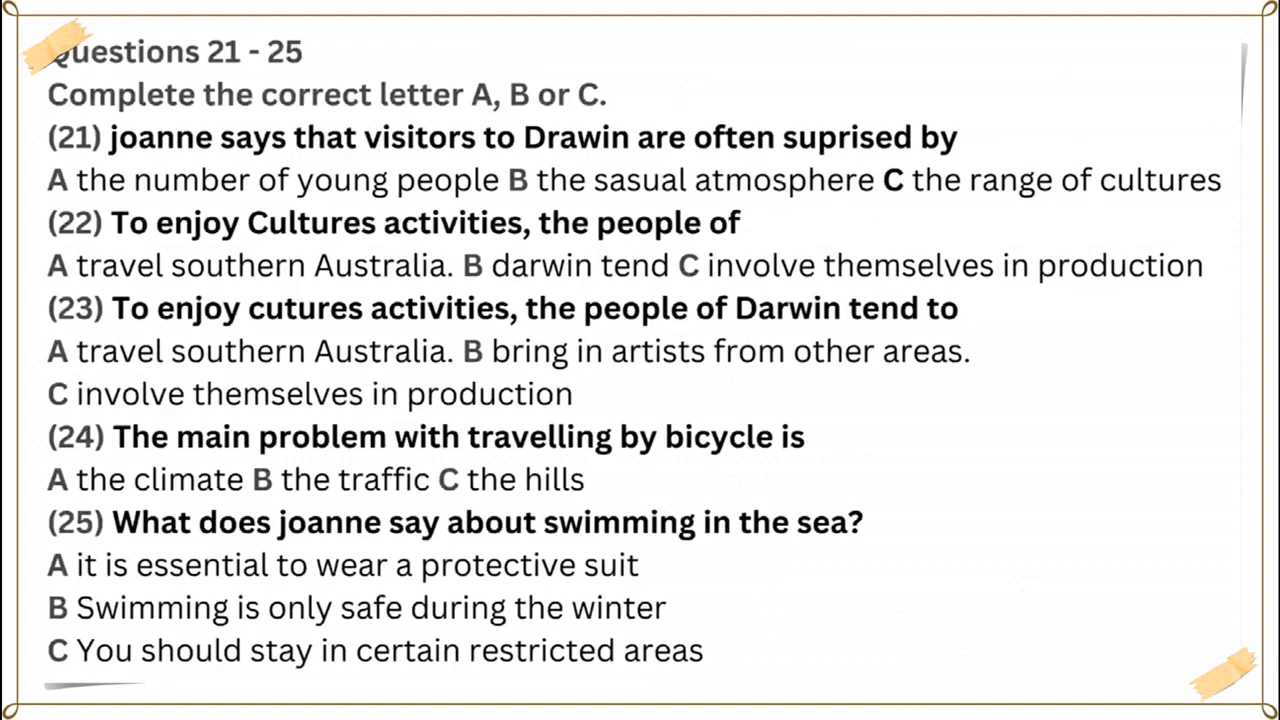 Questions 21 - 25
Complete the correct letter A, B or C.
(21) joanne says that visitors to Drawin are often suprised by
A the number of young people B the sasual atmosphere C the range of cultures
(22) To enjoy Cultures activities, the people of
A travel southern Australia. B darwin tend C involve themselves in production
(23) To enjoy cutures activities, the people of Darwin tend to
A travel southern Australia. B bring in artists from other areas.
C involve themselves in production
(24) The main problem with travelling by bicycle is
A the climate B the traffic C the hills
(25) What does joanne say about swimming in the sea?
A it is essential to wear a protective suit
B Swimming is only safe during the winter
C You should stay in certain restricted areas